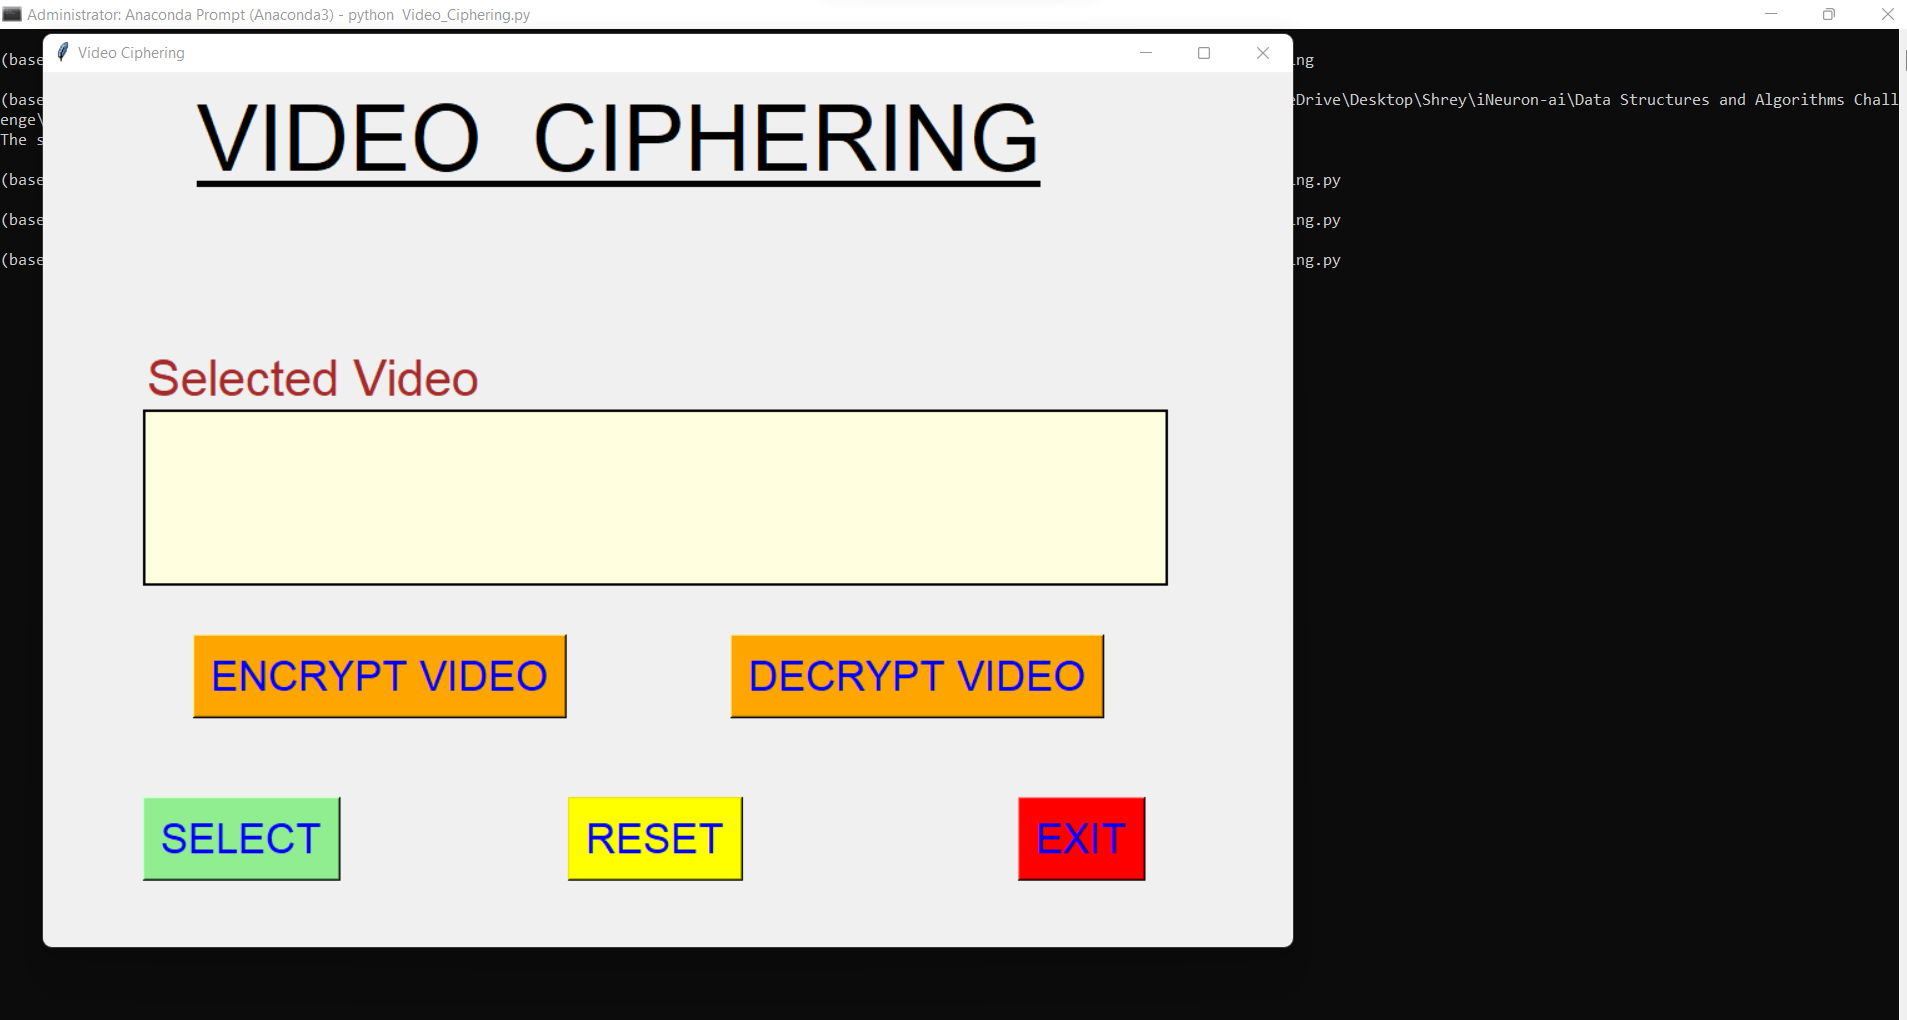 Administrator: Anaconda Prompt (Anaconda3) - python  Video_Ciphering.py
Video Ciphering
(base
ng
(base
eDrive\Desktop\Shrey\iNeuron-ai\Data Structures and Algorithms Chall
enge\
The s
(base
ng.py
(base
ng.py
(base
ng.py
VIDEO  CIPHERING
Selected Video
ENCRYPT VIDEO
DECRYPT VIDEO
SELECT
RESET
EXIT